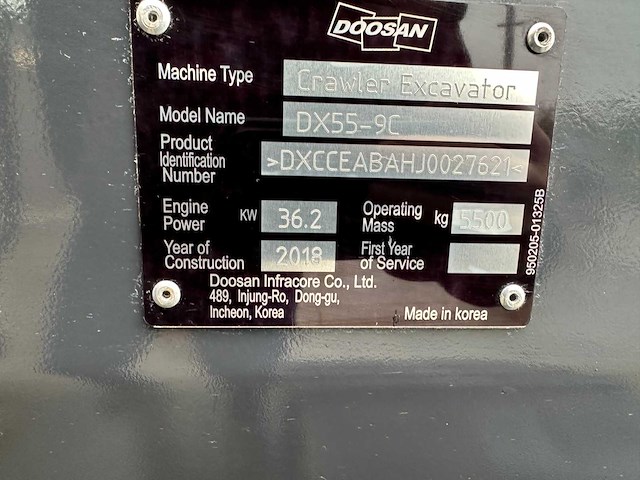 DOOSAN
Machine Type Crawler Excavator
Model Name DX55-9C
Product Identification Number >DXCCEABAHJ0027621<
Engine Power KW 36.2 Operating Mass kg 5500
Year of Construction 2018 First Year of Service
Doosan Infracore Co., Ltd.
489, Injung-Ro, Dong-gu,
Incheon, Korea
Made in korea
950205-01325B